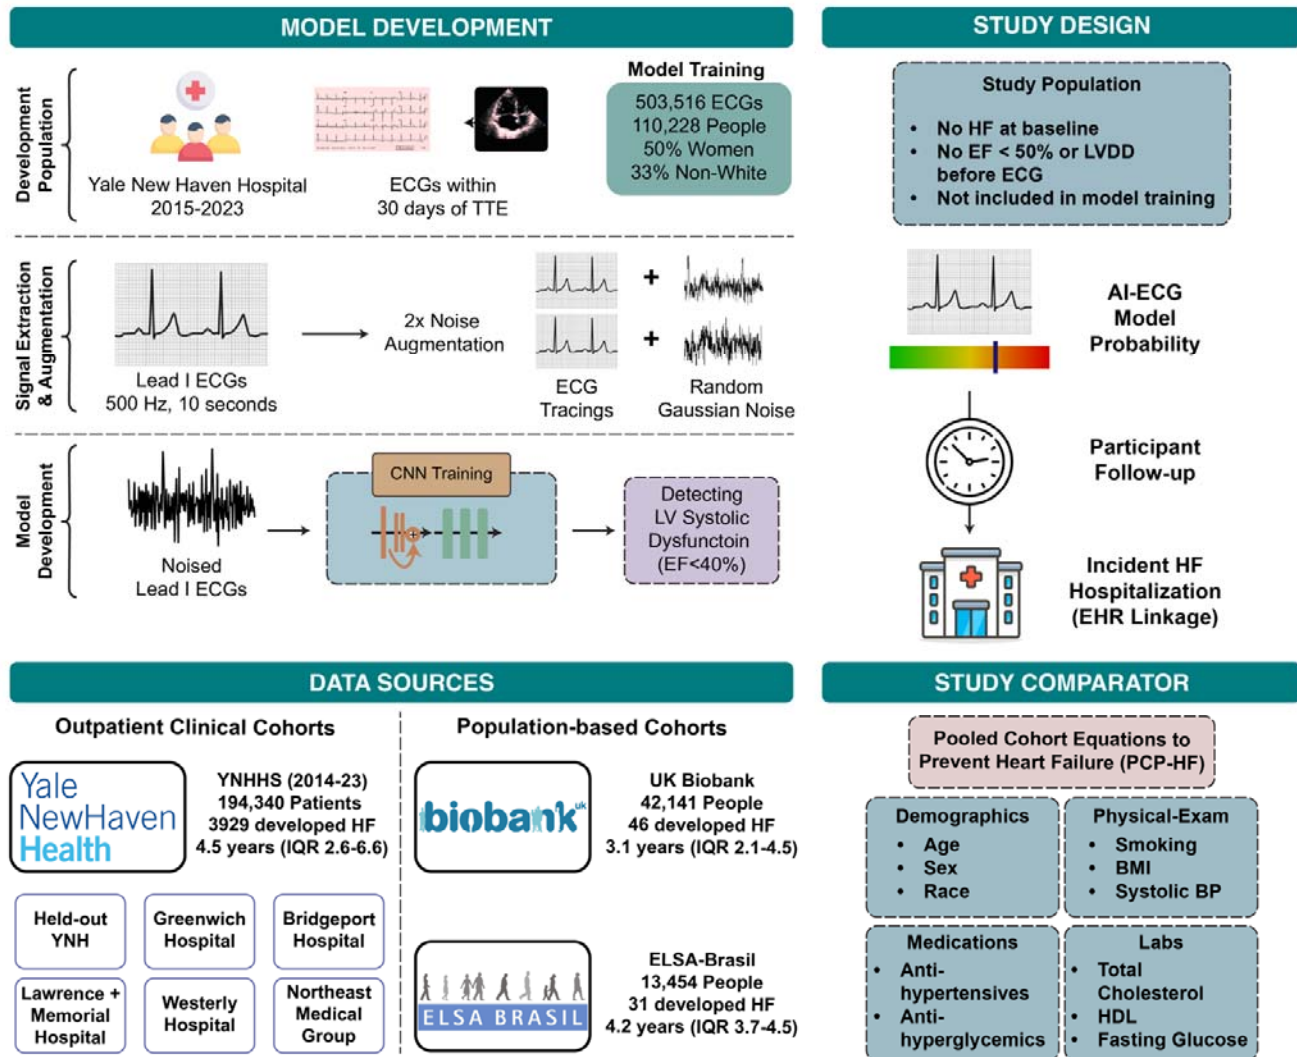 MODEL DEVELOPMENT
Development
Population
Yale New Haven Hospital
2015-2023
ECGs within
30 days of TTE
Model Training
503,516 ECGs
110,228 People
50% Women
33% Non-White
Signal Extraction
& Augmentation
Lead I ECGs
500 Hz, 10 seconds
2x Noise
Augmentation
+
+
ECG
Tracings
Random
Gaussian Noise
Model
Development
Noised
Lead I ECGs
CNN Training
Detecting
LV Systolic
Dysfunctoin
(EF<40%)
STUDY DESIGN
Study Population
• No HF at baseline
• No EF < 50% or LVDD
before ECG
• Not included in model training
AI-ECG
Model
Probability
Participant
Follow-up
Incident HF
Hospitalization
(EHR Linkage)
DATA SOURCES
Outpatient Clinical Cohorts
Yale
NewHaven
Health
YNHHS (2014-23)
194,340 Patients
3929 developed HF
4.5 years (IQR 2.6-6.6)
Held-out
YNH
Greenwich
Hospital
Bridgeport
Hospital
Lawrence +
Memorial
Hospital
Westerly
Hospital
Northeast
Medical
Group
Population-based Cohorts
biobank uk
UK Biobank
42,141 People
46 developed HF
3.1 years (IQR 2.1-4.5)
ELSA BRASIL
ELSA-Brasil
13,454 People
31 developed HF
4.2 years (IQR 3.7-4.5)
STUDY COMPARATOR
Pooled Cohort Equations to
Prevent Heart Failure (PCP-HF)
Demographics
• Age
• Sex
• Race
Physical-Exam
• Smoking
• BMI
• Systolic BP
Medications
• Anti-
hypertensives
• Anti-
hyperglycemics
Labs
• Total
Cholesterol
• HDL
• Fasting Glucose